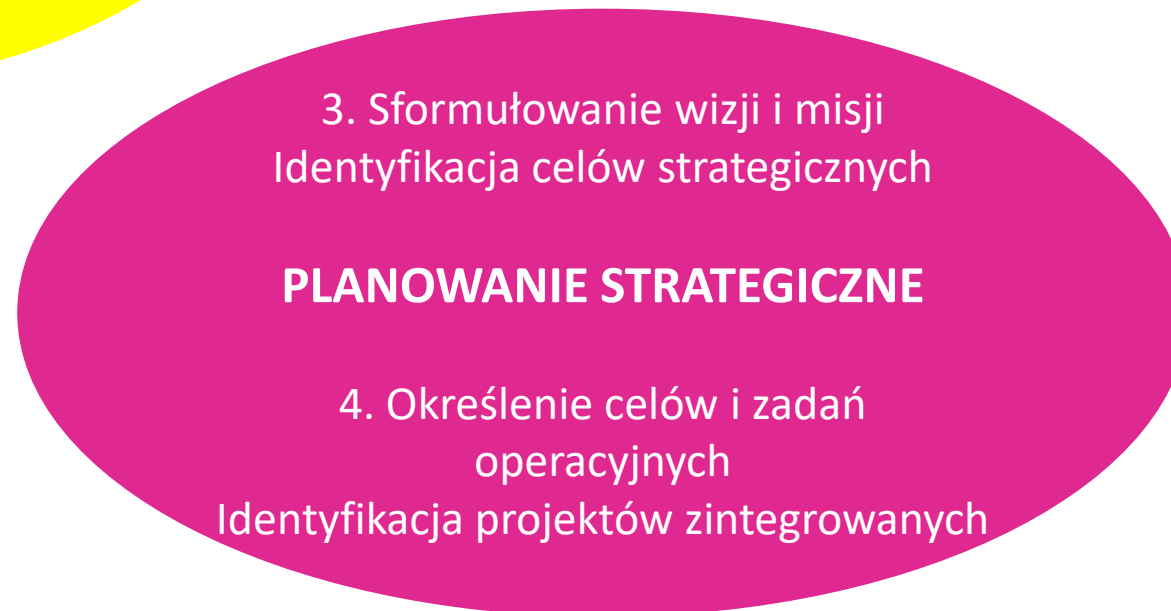 3. Sformułowanie wizji i misji
Identyfikacja celów strategicznych
PLANOWANIE STRATEGICZNE
4. Określenie celów i zadań
operacyjnych
Identyfikacja projektów zintegrowanych